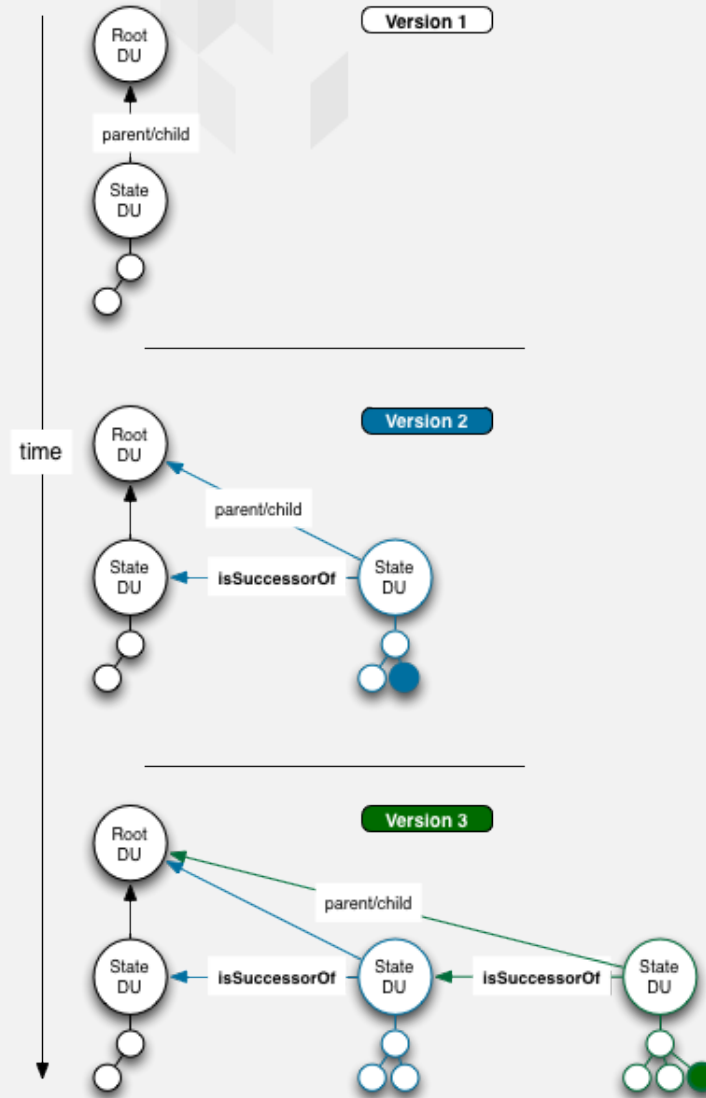 Version 1
Root
DU
parent/child
State
DU
time
Version 2
Root
DU
parent/child
State
DU
isSuccessorOf
State
DU
Version 3
Root
DU
parent/child
State
DU
isSuccessorOf
State
DU
isSuccessorOf
State
DU